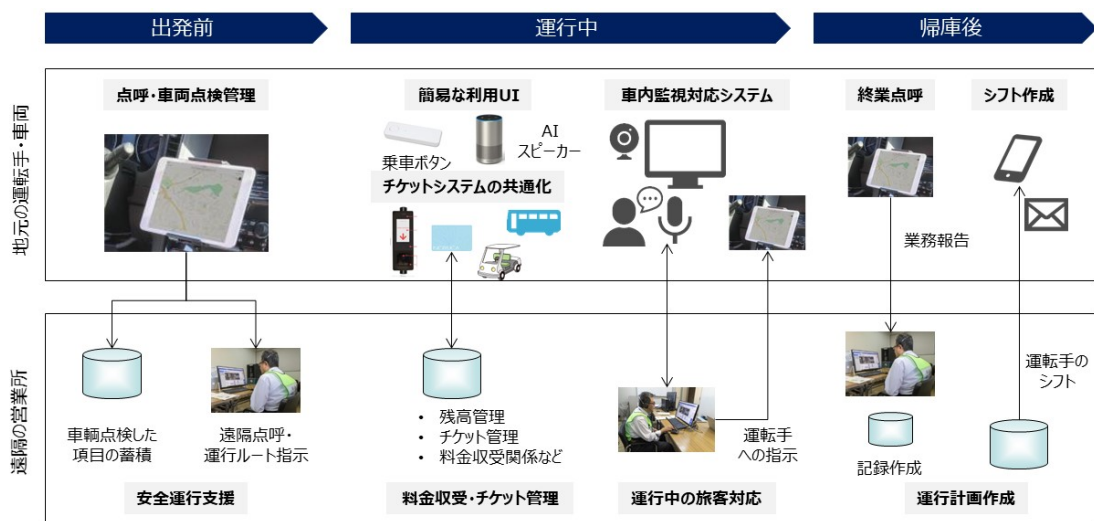 出発前
運行中
帰庫後
地元の運転手・車両
点呼・車両点検管理
簡易な利用UI
乗車ボタン
AI
スピーカー
チケットシステムの共通化
車内監視対応システム
終業点呼
シフト作成
業務報告
遠隔の営業所
車輌点検した
項目の蓄積
遠隔点呼・
運行ルート指示
安全運行支援
• 残高管理
• チケット管理
• 料金収受関係など
料金収受・チケット管理
運転手
への指示
運行中の旅客対応
記録作成
運転手の
シフト
運行計画作成